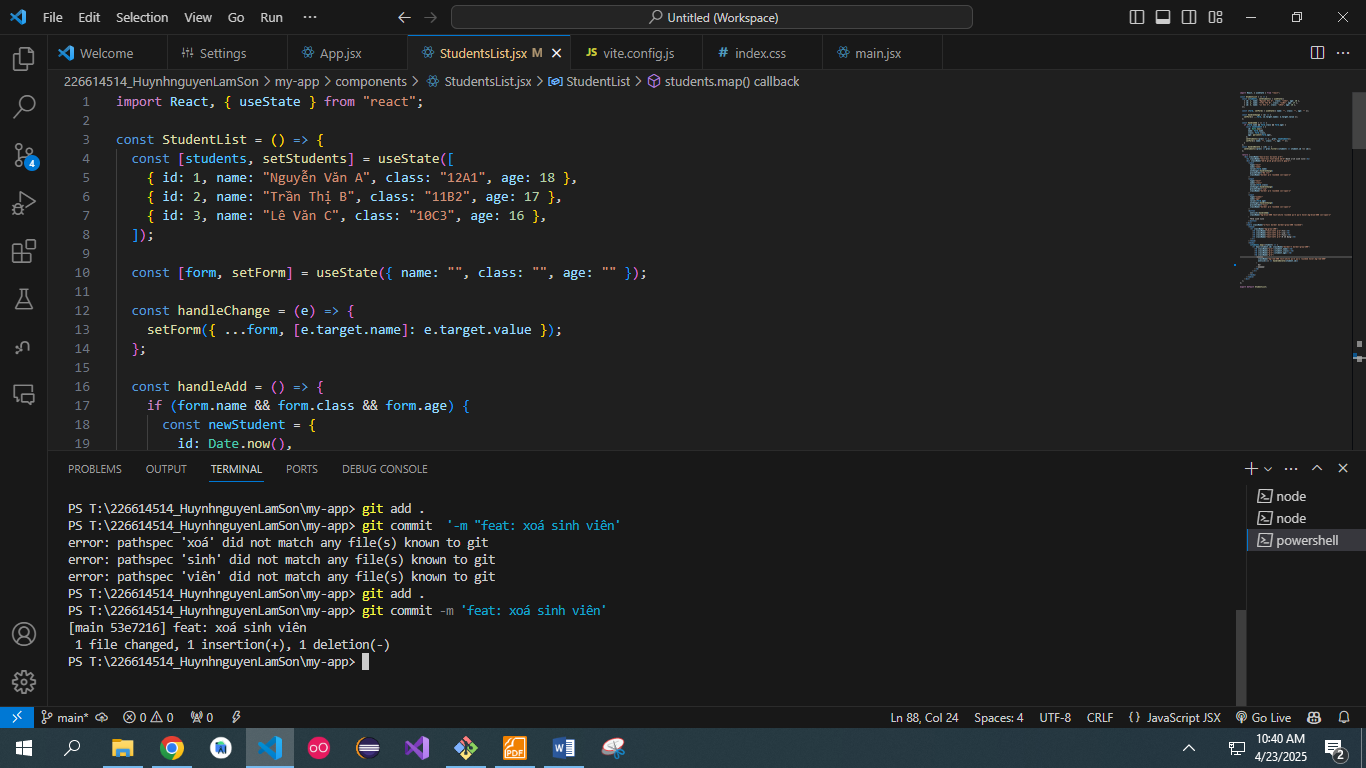 File Edit Selection View Go Run ··· Untitled (Workspace)
Welcome Settings App.jsx StudentsList.jsx M JS vite.config.js # index.css main.jsx
226614514_HuynhnguyenLamSon > my-app > components > StudentsList.jsx > StudentList > students.map() callback
1 import React, { useState } from "react";
2
3 const StudentList = () => {
4 const [students, setStudents] = useState([
5 { id: 1, name: "Nguyễn Văn A", class: "12A1", age: 18 },
6 { id: 2, name: "Trần Thị B", class: "11B2", age: 17 },
7 { id: 3, name: "Lê Văn C", class: "10C3", age: 16 },
8 ]);
9
10 const [form, setForm] = useState({ name: "", class: "", age: "" });
11
12 const handleChange = (e) => {
13 setForm({ ...form, [e.target.name]: e.target.value });
14 };
15
16 const handleAdd = () => {
17 if (form.name && form.class && form.age) {
18 const newStudent = {
19 id: Date.now(),
4
PROBLEMS OUTPUT TERMINAL PORTS DEBUG CONSOLE
PS T:\226614514_HuynhnguyenLamSon\my-app> git add .
PS T:\226614514_HuynhnguyenLamSon\my-app> git commit  '-m "feat: xoá sinh viên'
error: pathspec 'xoá' did not match any file(s) known to git
error: pathspec 'sinh' did not match any file(s) known to git
error: pathspec 'viên' did not match any file(s) known to git
PS T:\226614514_HuynhnguyenLamSon\my-app> git add .
PS T:\226614514_HuynhnguyenLamSon\my-app> git commit -m 'feat: xoá sinh viên'
[main 53e7216] feat: xoá sinh viên
1 file changed, 1 insertion(+), 1 deletion(-)
PS T:\226614514_HuynhnguyenLamSon\my-app>
node
node
powershell
main* 0 0 0 Ln 88, Col 24 Spaces: 4 UTF-8 CRLF {} JavaScript JSX Go Live
PDF
10:40 AM
4/23/2025
2